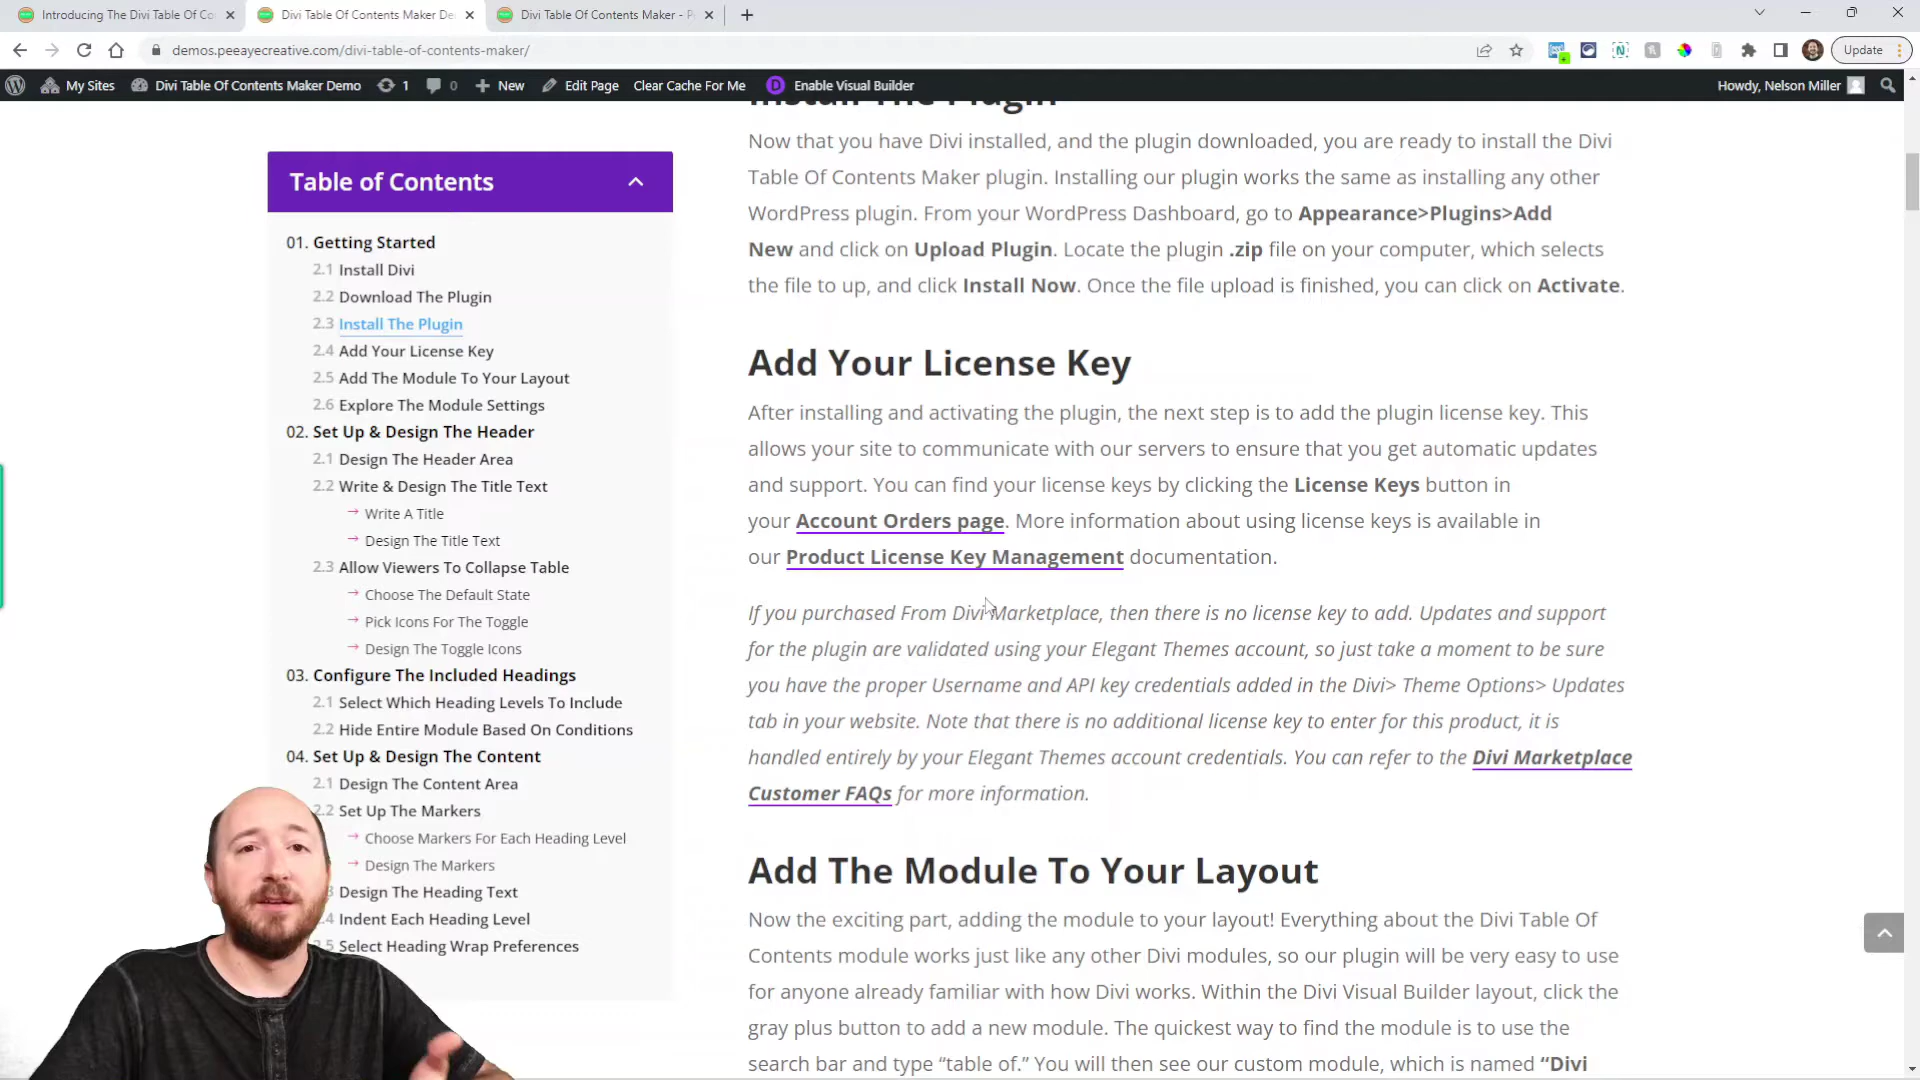 Introducing The Divi Table Of Co
Divi Table Of Contents Maker De
Divi Table Of Contents Maker - P
demos.peeayecreative.com/divi-table-of-contents-maker/
Update
My Sites
Divi Table Of Contents Maker Demo
1
0
New
Edit Page
Clear Cache For Me
Enable Visual Builder
Howdy, Nelson Miller
Table of Contents
01. Getting Started
2.1 Install Divi
2.2 Download The Plugin
2.3 Install The Plugin
2.4 Add Your License Key
2.5 Add The Module To Your Layout
2.6 Explore The Module Settings
02. Set Up & Design The Header
2.1 Design The Header Area
2.2 Write & Design The Title Text
→ Write A Title
→ Design The Title Text
2.3 Allow Viewers To Collapse Table
→ Choose The Default State
→ Pick Icons For The Toggle
→ Design The Toggle Icons
03. Configure The Included Headings
2.1 Select Which Heading Levels To Include
2.2 Hide Entire Module Based On Conditions
04. Set Up & Design The Content
2.1 Design The Content Area
2.2 Set Up The Markers
→ Choose Markers For Each Heading Level
→ Design The Markers
3 Design The Heading Text
.4 Indent Each Heading Level
.5 Select Heading Wrap Preferences
Install The Plugin
Now that you have Divi installed, and the plugin downloaded, you are ready to install the Divi
Table Of Contents Maker plugin. Installing our plugin works the same as installing any other
WordPress plugin. From your WordPress Dashboard, go to Appearance>Plugins>Add
New and click on Upload Plugin. Locate the plugin .zip file on your computer, which selects
the file to up, and click Install Now. Once the file upload is finished, you can click on Activate.
Add Your License Key
After installing and activating the plugin, the next step is to add the plugin license key. This
allows your site to communicate with our servers to ensure that you get automatic updates
and support. You can find your license keys by clicking the License Keys button in
your Account Orders page. More information about using license keys is available in
our Product License Key Management documentation.
If you purchased From Divi Marketplace, then there is no license key to add. Updates and support
for the plugin are validated using your Elegant Themes account, so just take a moment to be sure
you have the proper Username and API key credentials added in the Divi> Theme Options> Updates
tab in your website. Note that there is no additional license key to enter for this product, it is
handled entirely by your Elegant Themes account credentials. You can refer to the Divi Marketplace
Customer FAQs for more information.
Add The Module To Your Layout
Now the exciting part, adding the module to your layout! Everything about the Divi Table Of
Contents module works just like any other Divi modules, so our plugin will be very easy to use
for anyone already familiar with how Divi works. Within the Divi Visual Builder layout, click the
gray plus button to add a new module. The quickest way to find the module is to use the
search bar and type “table of.” You will then see our custom module, which is named “Divi